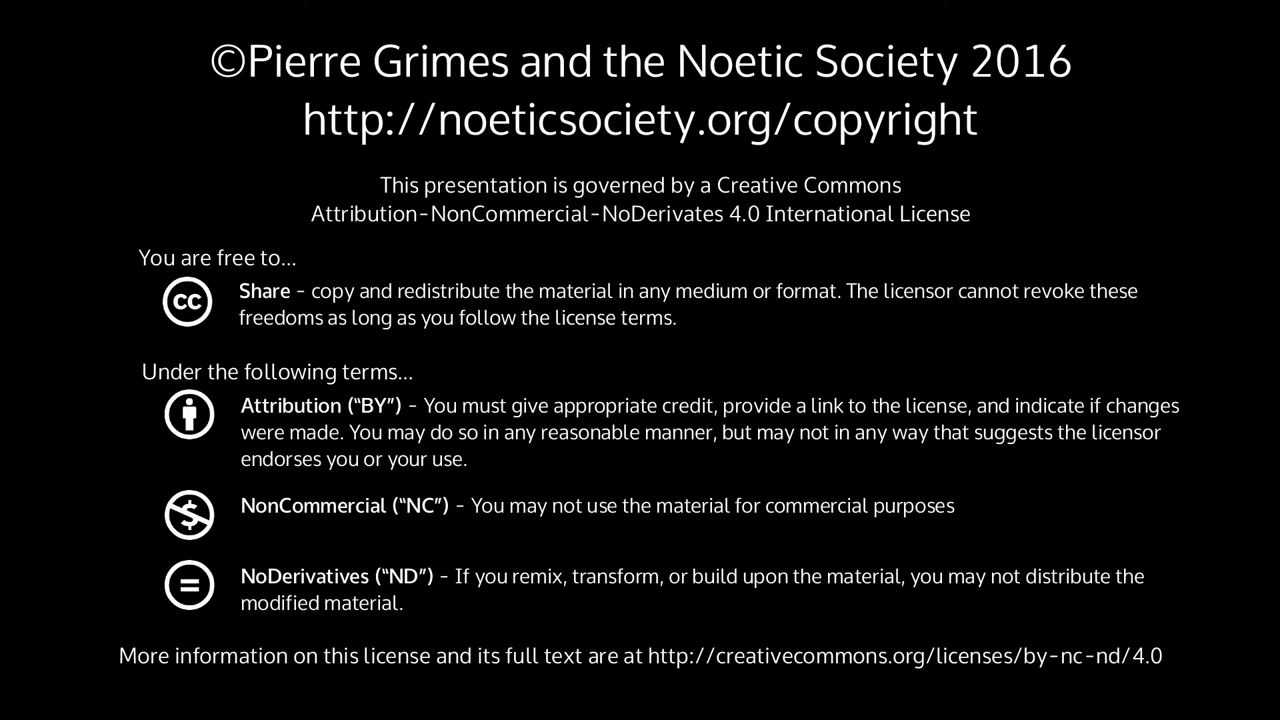 ©Pierre Grimes and the Noetic Society 2016
http://noeticsociety.org/copyright
This presentation is governed by a Creative Commons
Attribution-NonCommercial-NoDerivates 4.0 International License
You are free to...
cc
Share - copy and redistribute the material in any medium or format. The licensor cannot revoke these
freedoms as long as you follow the license terms.
Under the following terms...
Attribution (“BY”) - You must give appropriate credit, provide a link to the license, and indicate if changes
were made. You may do so in any reasonable manner, but may not in any way that suggests the licensor
endorses you or your use.
$
NonCommercial (“NC”) - You may not use the material for commercial purposes
=
NoDerivatives (“ND”) - If you remix, transform, or build upon the material, you may not distribute the
modified material.
More information on this license and its full text are at http://creativecommons.org/licenses/by-nc-nd/4.0